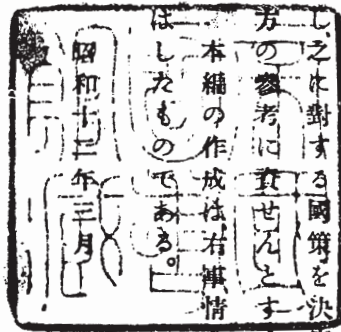 し之に對する國策を決
方の參考に資せんとす
本編の作成は右事情
はしたものである。
昭和十二年三月